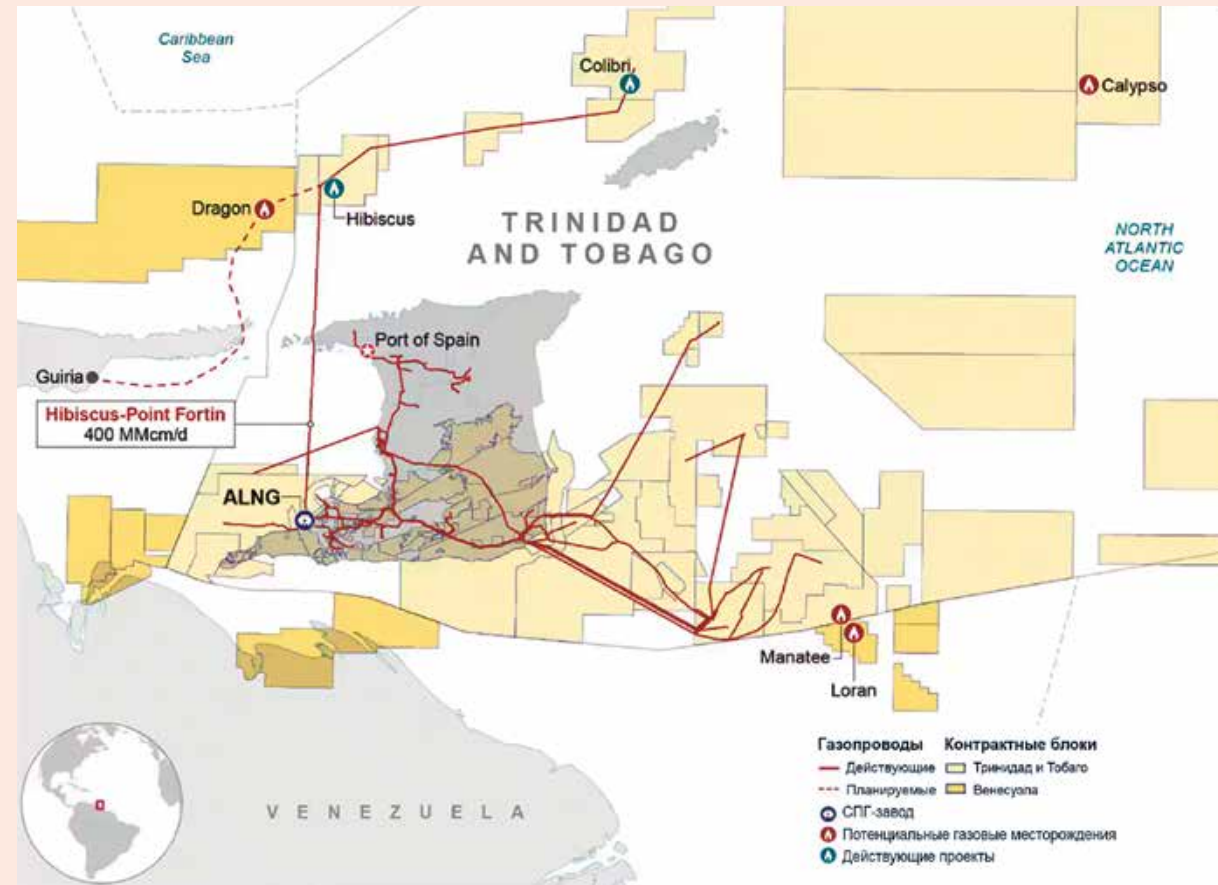 Caribbean
Sea
Colibri
Calypso
Dragon
Hibiscus
TRINIDAD
AND TOBAGO
NORTH
ATLANTIC
OCEAN
Port of Spain
Guiria
Hibiscus-Point Fortin
400 MMcm/d
ALNG
Manatee
Loran
VENEZUELA
Газопроводы
Действующие
Планируемые
Контрактные блоки
Тринидад и Тобаго
Венесуэла
СПГ-завод
Потенциальные газовые месторождения
Действующие проекты